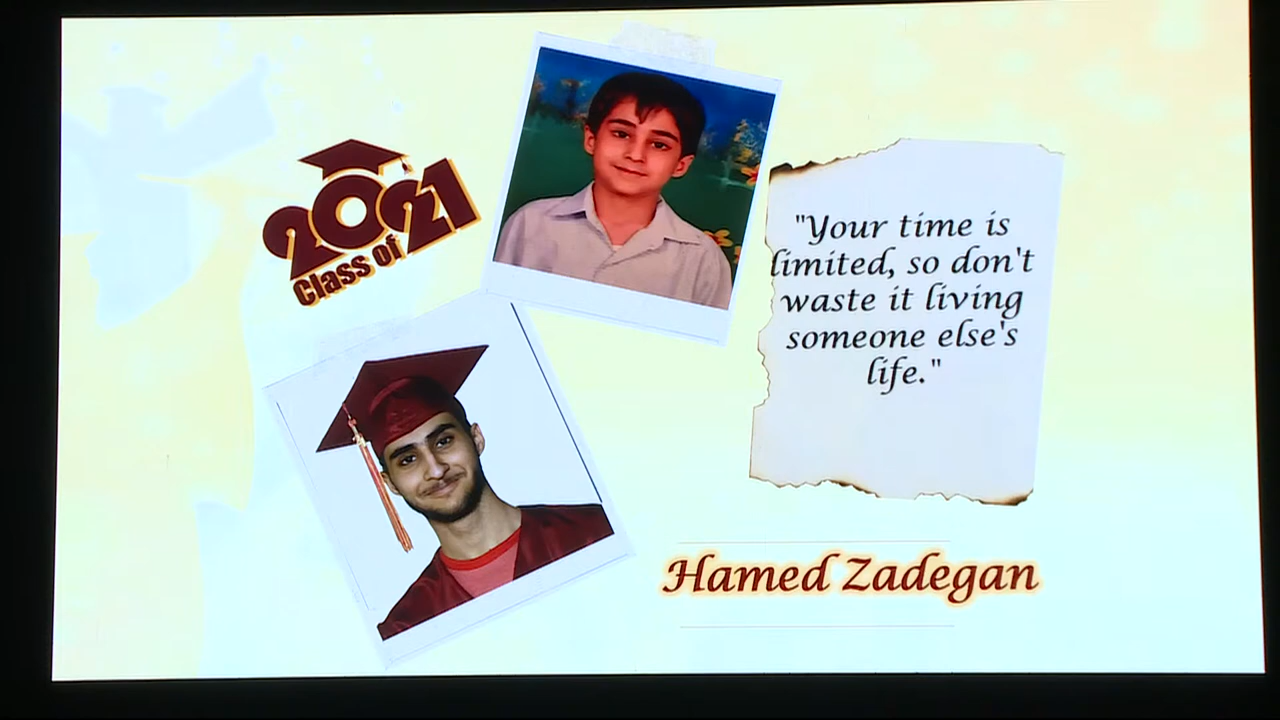 2021
Class of
"Your time is
limited, so don't
waste it living
someone else's
life."
Hamed Zadegan